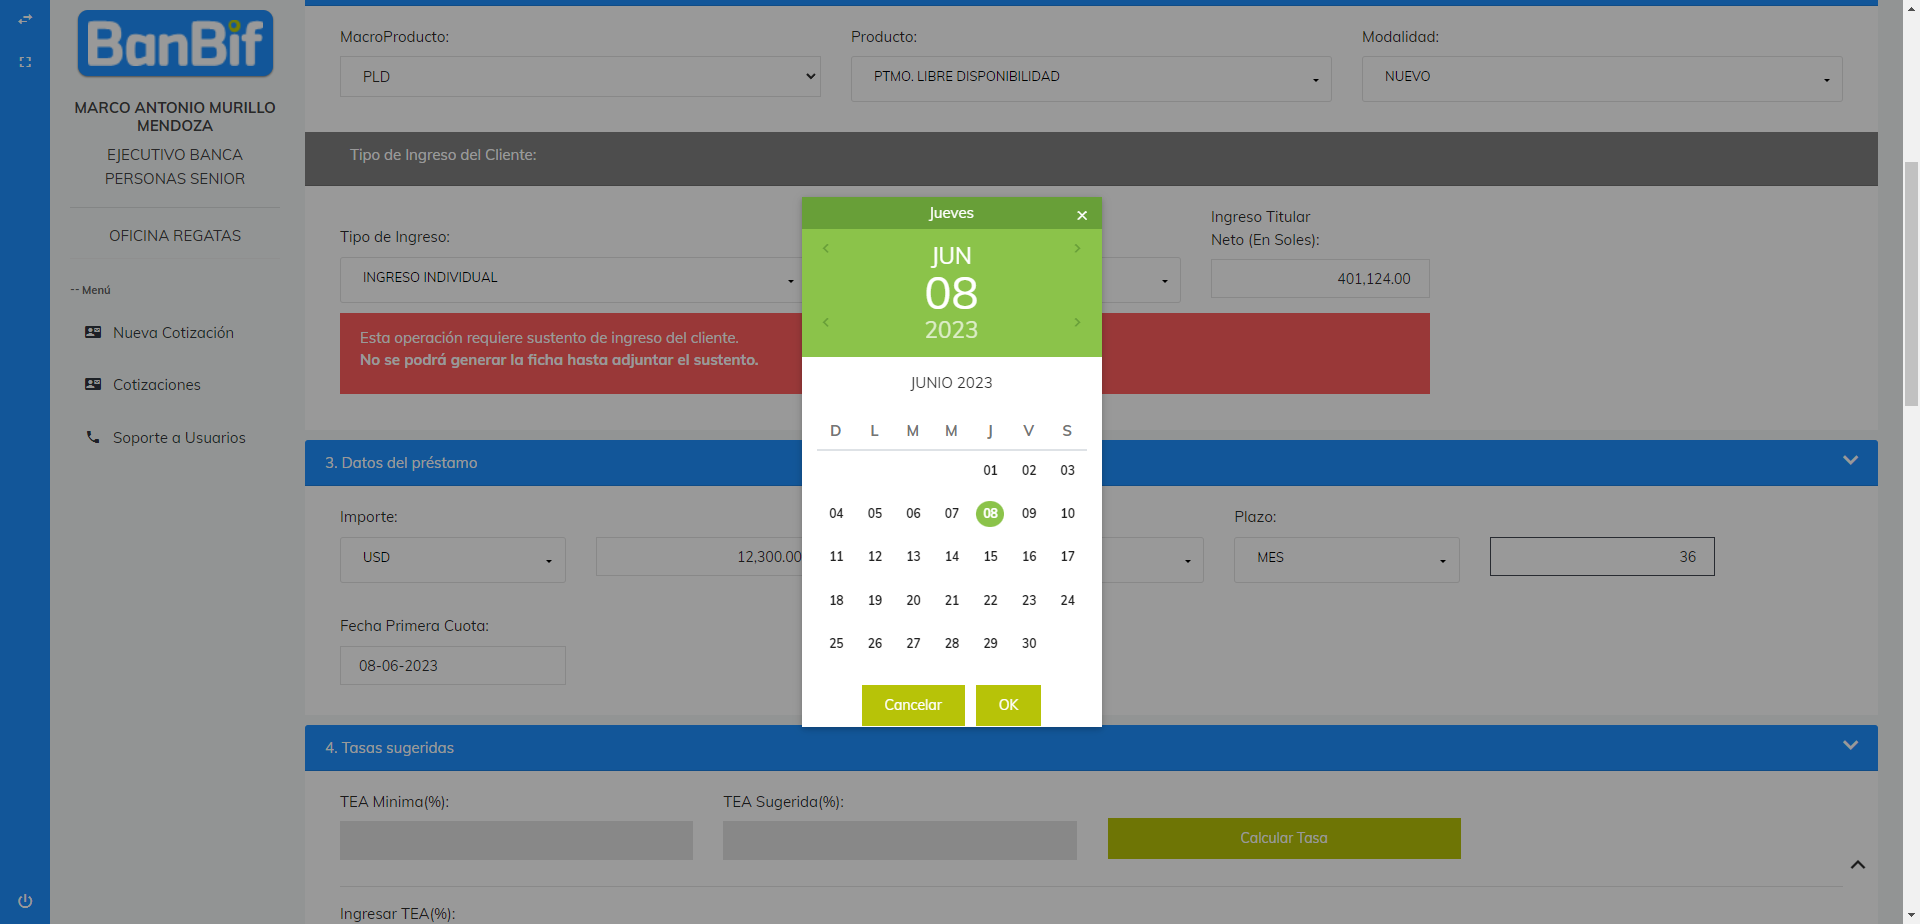 BanBif
MARCO ANTONIO MURILLO
MENDOZA
EJECUTIVO BANCA
PERSONAS SENIOR
OFICINA REGATAS
-- Menú
Nueva Cotización
Cotizaciones
Soporte a Usuarios
MacroProducto:
Producto:
Modalidad:
PLD
PTMO. LIBRE DISPONIBILIDAD
NUEVO
Tipo de Ingreso del Cliente:
Tipo de Ingreso:
Ingreso Titular
Neto (En Soles):
INGRESO INDIVIDUAL
401,124.00
Esta operación requiere sustento de ingreso del cliente.
No se podrá generar la ficha hasta adjuntar el sustento.
3. Datos del préstamo
Importe:
Plazo:
USD
12,300.00
MES
36
Fecha Primera Cuota:
08-06-2023
4. Tasas sugeridas
TEA Minima(%):
TEA Sugerida(%):
Calcular Tasa
Ingresar TEA(%):
Jueves
×
JUN
08
2023
JUNIO 2023
D L M M J V S
01 02 03
04 05 06 07 08 09 10
11 12 13 14 15 16 17
18 19 20 21 22 23 24
25 26 27 28 29 30
Cancelar
OK